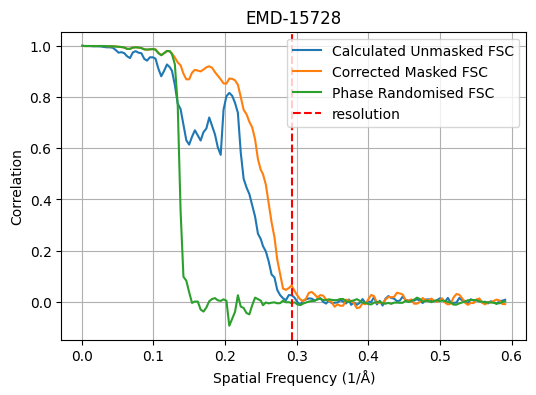 EMD-15728
Calculated Unmasked FSC
Corrected Masked FSC
Phase Randomised FSC
resolution
Correlation
1.0
0.8
0.6
0.4
0.2
0.0
0.0 0.1 0.2 0.3 0.4 0.5 0.6
Spatial Frequency (1/Å)